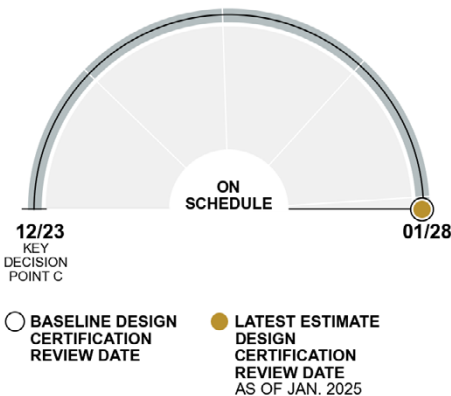 ON
SCHEDULE
12/23
KEY
DECISION
POINT C
01/28
BASELINE DESIGN
CERTIFICATION
REVIEW DATE
LATEST ESTIMATE
DESIGN
CERTIFICATION
REVIEW DATE
AS OF JAN. 2025